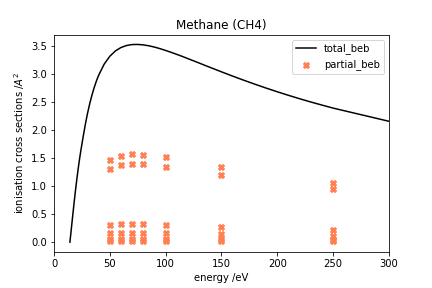 Methane (CH4)
total_beb
partial_beb
ionisation cross sections /A²
3.5
3.0
2.5
2.0
1.5
1.0
0.5
0.0
0 50 100 150 200 250 300
energy /eV